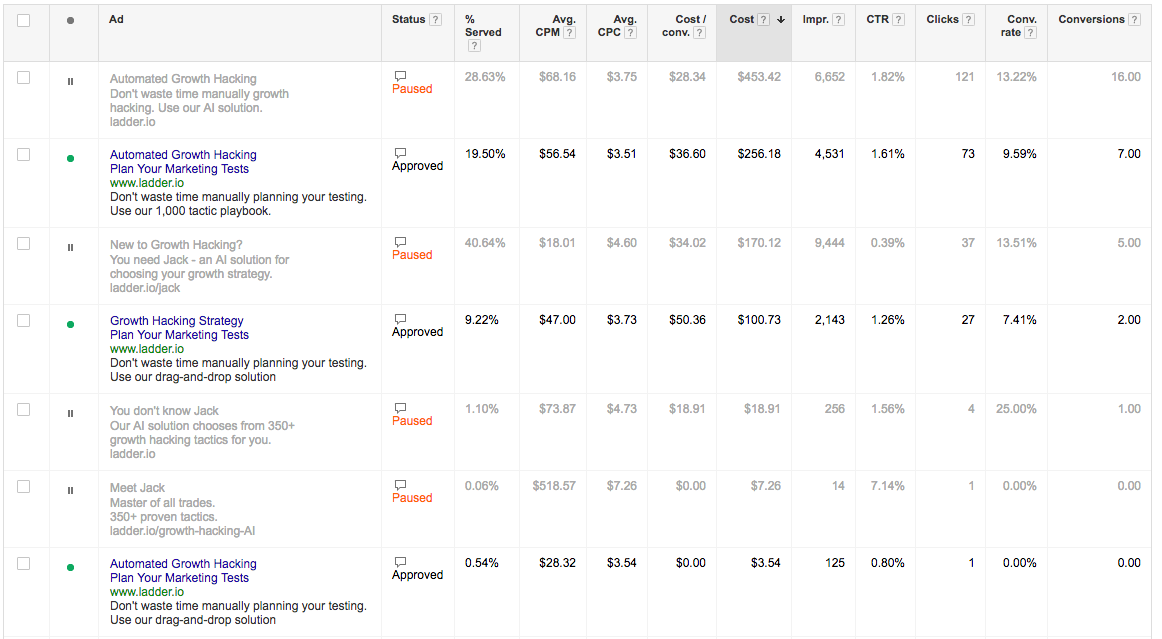 Ad Status ? % Served ? Avg. CPM ? Avg. CPC ? Cost / conv. ? Cost ? Impr. ? CTR ? Clicks ? Conv. rate ? Conversions ?
Automated Growth Hacking
Don't waste time manually growth
hacking. Use our AI solution.
ladder.io
Paused
28.63% $68.16 $3.75 $28.34 $453.42 6,652 1.82% 121 13.22% 16.00
Automated Growth Hacking
Plan Your Marketing Tests
www.ladder.io
Don't waste time manually planning your testing.
Use our 1,000 tactic playbook.
Approved
19.50% $56.54 $3.51 $36.60 $256.18 4,531 1.61% 73 9.59% 7.00
New to Growth Hacking?
You need Jack - an AI solution for
choosing your growth strategy.
ladder.io/jack
Paused
40.64% $18.01 $4.60 $34.02 $170.12 9,444 0.39% 37 13.51% 5.00
Growth Hacking Strategy
Plan Your Marketing Tests
www.ladder.io
Don't waste time manually planning your testing.
Use our drag-and-drop solution
Approved
9.22% $47.00 $3.73 $50.36 $100.73 2,143 1.26% 27 7.41% 2.00
You don't know Jack
Our AI solution chooses from 350+
growth hacking tactics for you.
ladder.io
Paused
1.10% $73.87 $4.73 $18.91 $18.91 256 1.56% 4 25.00% 1.00
Meet Jack
Master of all trades.
350+ proven tactics.
ladder.io/growth-hacking-AI
Paused
0.06% $518.57 $7.26 $0.00 $7.26 14 7.14% 1 0.00% 0.00
Automated Growth Hacking
Plan Your Marketing Tests
www.ladder.io
Don't waste time manually planning your testing.
Use our drag-and-drop solution
Approved
0.54% $28.32 $3.54 $0.00 $3.54 125 0.80% 1 0.00% 0.00